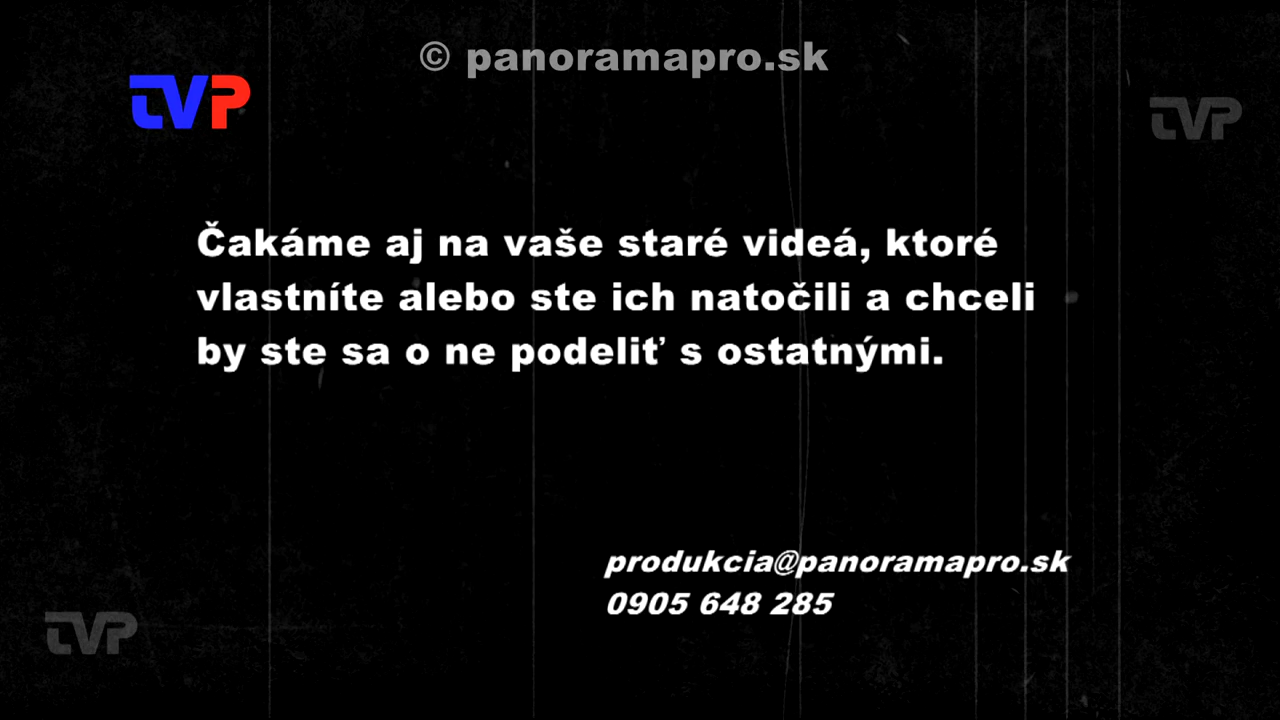 © panoramapro.sk
TVP
TVP
Čakáme aj na vaše staré videá, ktoré
vlastníte alebo ste ich natočili a chceli
by ste sa o ne podeliť s ostatnými.
produkcia@panoramapro.sk
0905 648 285
TVP